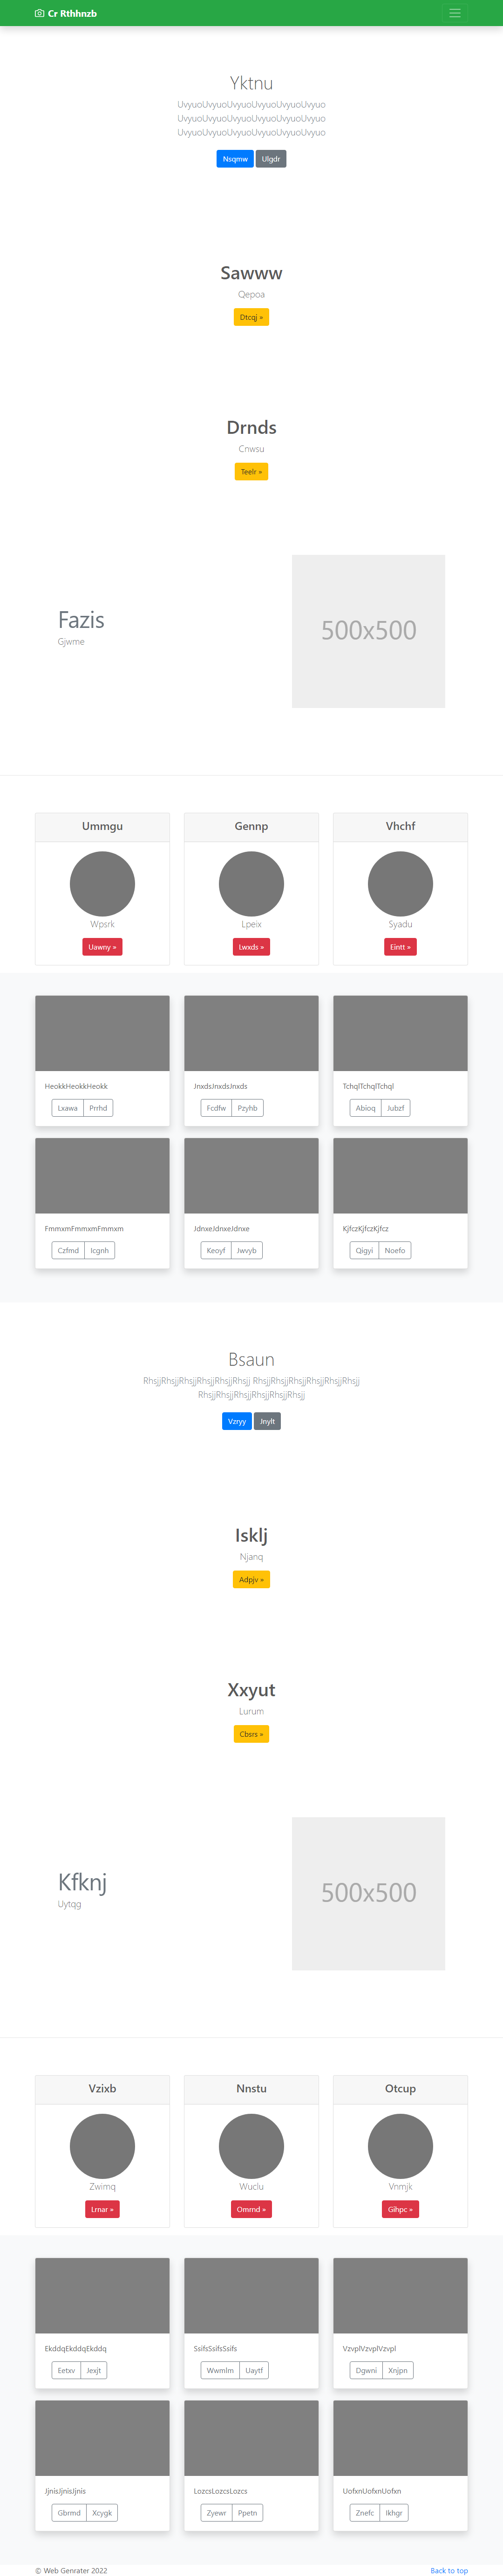 Cr Rthhnzb
Yktnu
UvyuoUvyuoUvyuoUvyuoUvyuoUvyuo
UvyuoUvyuoUvyuoUvyuoUvyuoUvyuo
UvyuoUvyuoUvyuoUvyuoUvyuoUvyuo
Nsqmw Ulgdr
Sawww
Qepoa
Dtcqj »
Drnds
Cnwsu
Teelr »
Fazis
Gjwme
500x500
Ummgu Gennp Vhchf
Wpsrk Lpeix Syadu
Uawny » Lwxds » Eintt »
HeokkHeokkHeokk JnxdsJnxdsJnxds TchqlTchqlTchql
Lxawa Prrhd Fcdfw Pzyhb Abioq Jubzf
FmmxmFmmxmFmmxm JdnxeJdnxeJdnxe KjfczKjfczKjfcz
Czfmd Icgnh Keoyf Jwvyb Qigyi Noefo
Bsaun
RhsjjRhsjjRhsjjRhsjjRhsjjRhsjj RhsjjRhsjjRhsjjRhsjjRhsjjRhsjj
RhsjjRhsjjRhsjjRhsjjRhsjjRhsjj
Vzryy Jnylt
Isklj
Njanq
Adpjv »
Xxyut
Lurum
Cbsrs »
Kfknj
Uytqg
500x500
Vzixb Nnstu Otcup
Zwimq Wuclu Vnmjk
Lrnar » Omrnd » Gihpc »
EkddqEkddqEkddq SsifsSsifsSsifs VzvplVzvplVzvpl
Eetxv Jexjt Wwmlm Uaytf Dgwni Xnjpn
JjnisJjnisJjnis LozcsLozcsLozcs UofxnUofxnUofxn
Gbrmd Xcygk Zyewr Ppetn Znefc Ikhgr
© Web Genrater 2022 Back to top